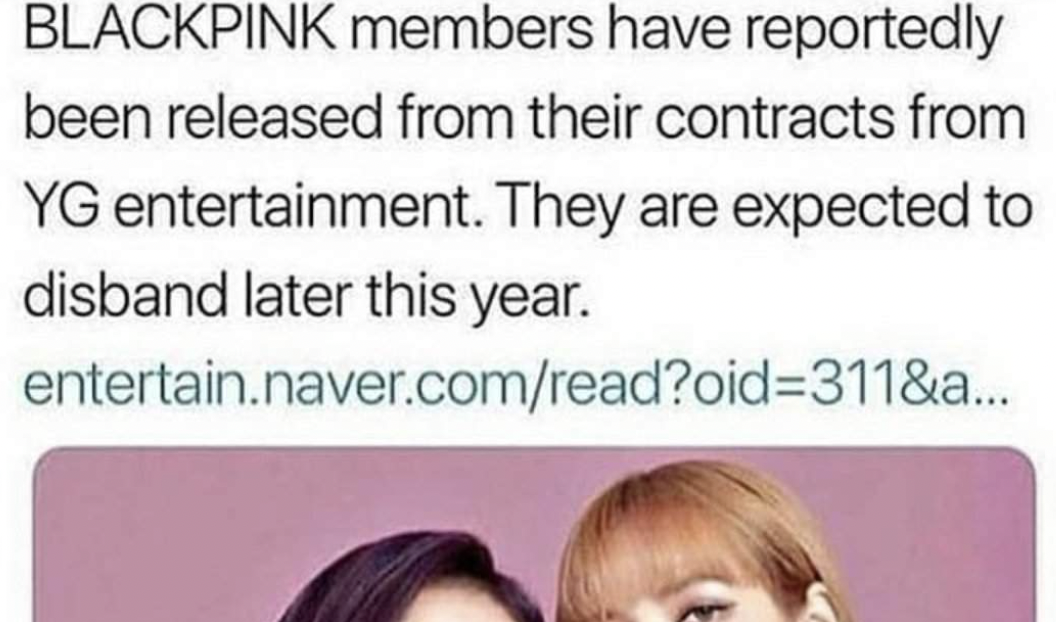 BLACKPINK members have reportedly
been released from their contracts from
YG entertainment. They are expected to
disband later this year.
entertain.naver.com/read?oid=311&a...